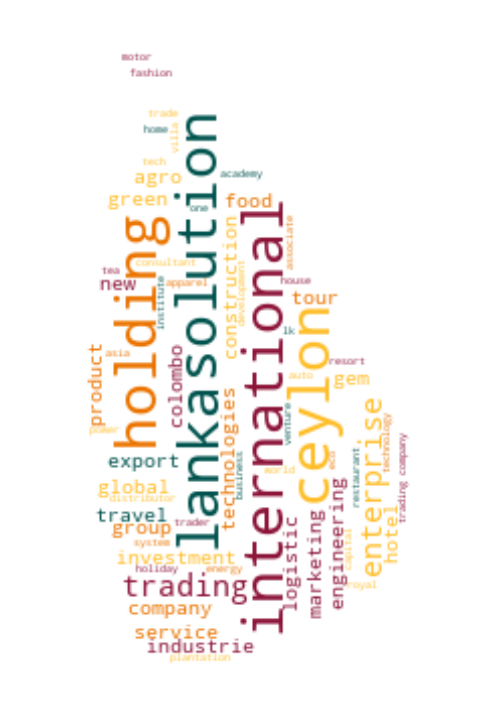 motor
fashion
trade
home
villa
tech
agro
academy
green
one
food
lanka
solution
holding
international
construction
associate
consultant
development
tea
new
institute
apparel
house
tour
ceylon
lk
asia
product
colombo
resort
auto
gem
power
technologies
venture
enterprise
technology
export
business
world
eco
restaurant
trading company
global
distributor
travel
trader
group
logistic
marketing
engineering
hotel
system
investment
capital
holiday
energy
trading
royal
company
service
industrie
plantation